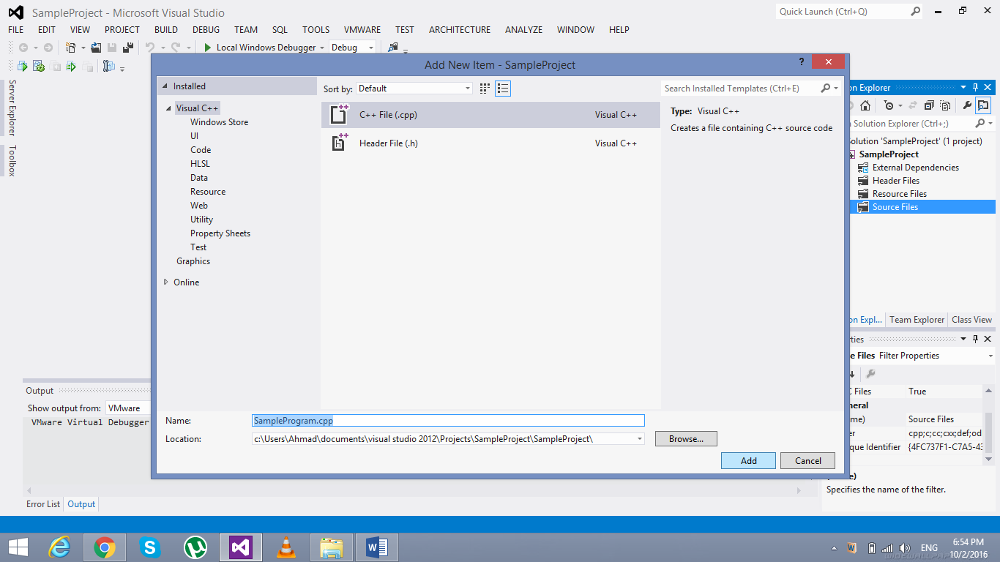 SampleProject - Microsoft Visual Studio
Quick Launch (Ctrl+Q)
FILE EDIT VIEW PROJECT BUILD DEBUG TEAM SQL TOOLS VMWARE TEST ARCHITECTURE ANALYZE WINDOW HELP
Local Windows Debugger Debug
Server Explorer
Toolbox
Add New Item - SampleProject
?
Installed
Visual C++
Windows Store
UI
Code
HLSL
Data
Resource
Web
Utility
Property Sheets
Test
Graphics
Online
Sort by: Default
C++ File (.cpp) Visual C++
Header File (.h) Visual C++
Search Installed Templates (Ctrl+E)
Type: Visual C++
Creates a file containing C++ source code
Name: SampleProgram.cpp
Location: c:\Users\Ahmad\documents\visual studio 2012\Projects\SampleProject\SampleProject\
Browse...
Add Cancel
on Explorer
Solution Explorer (Ctrl+;)
olution 'SampleProject' (1 project)
SampleProject
External Dependencies
Header Files
Resource Files
Source Files
on Expl... Team Explorer Class View
ties
e Files Filter Properties
C Files True
neral
me) Source Files
er cpp;c;cc;cxx;def;od
que Identifier {4FC737F1-C7A5-43
e)
Specifies the name of the filter.
Output
Show output from: VMware
VMware Virtual Debugger
Error List Output
ENG
6:54 PM
10/2/2016